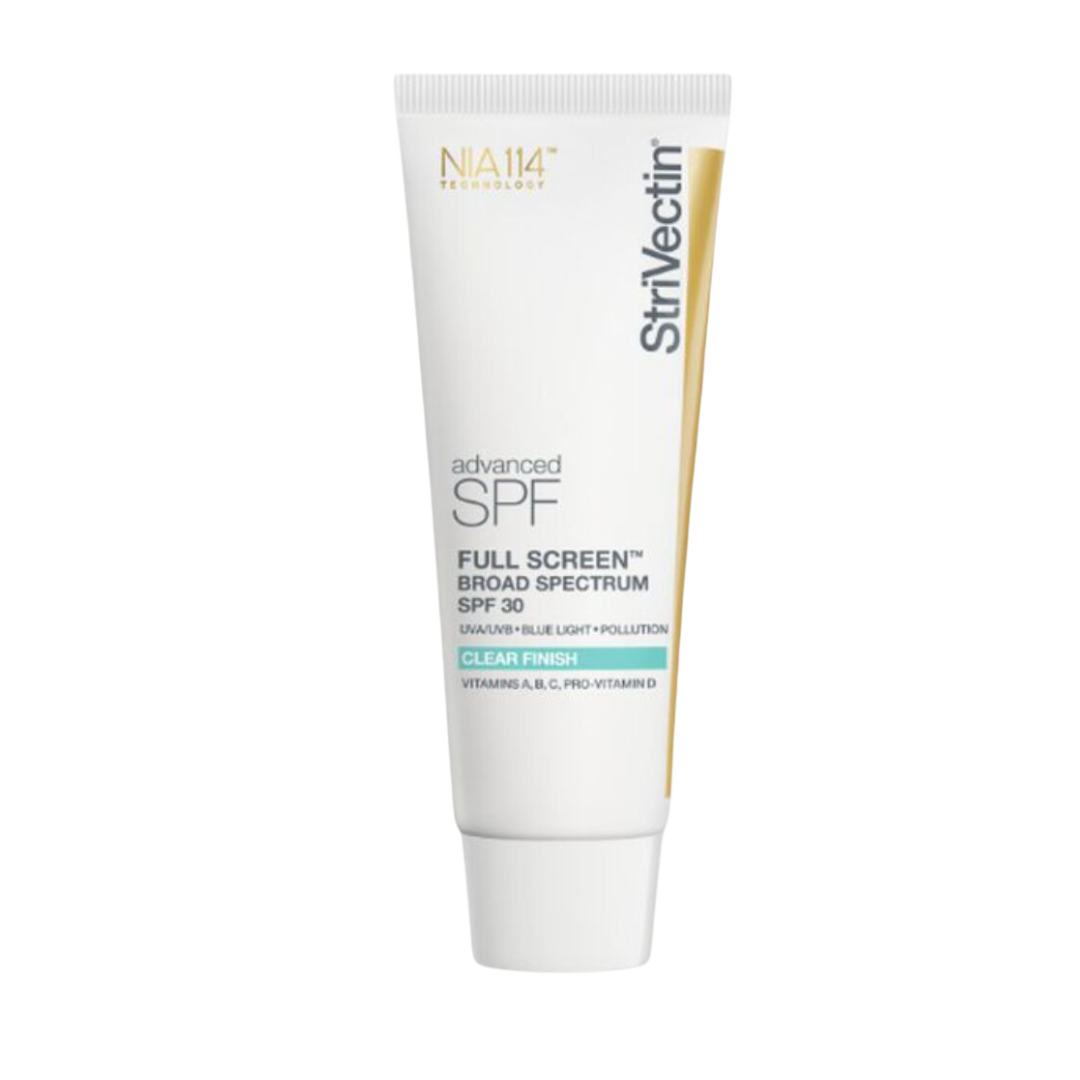 NIA114™
TECHNOLOGY
StriVectin®
advanced
SPF
FULL SCREEN™
BROAD SPECTRUM
SPF 30
UVA/UVB•BLUE LIGHT•POLLUTION
CLEAR FINISH
VITAMINS A, B, C, PRO-VITAMIN D